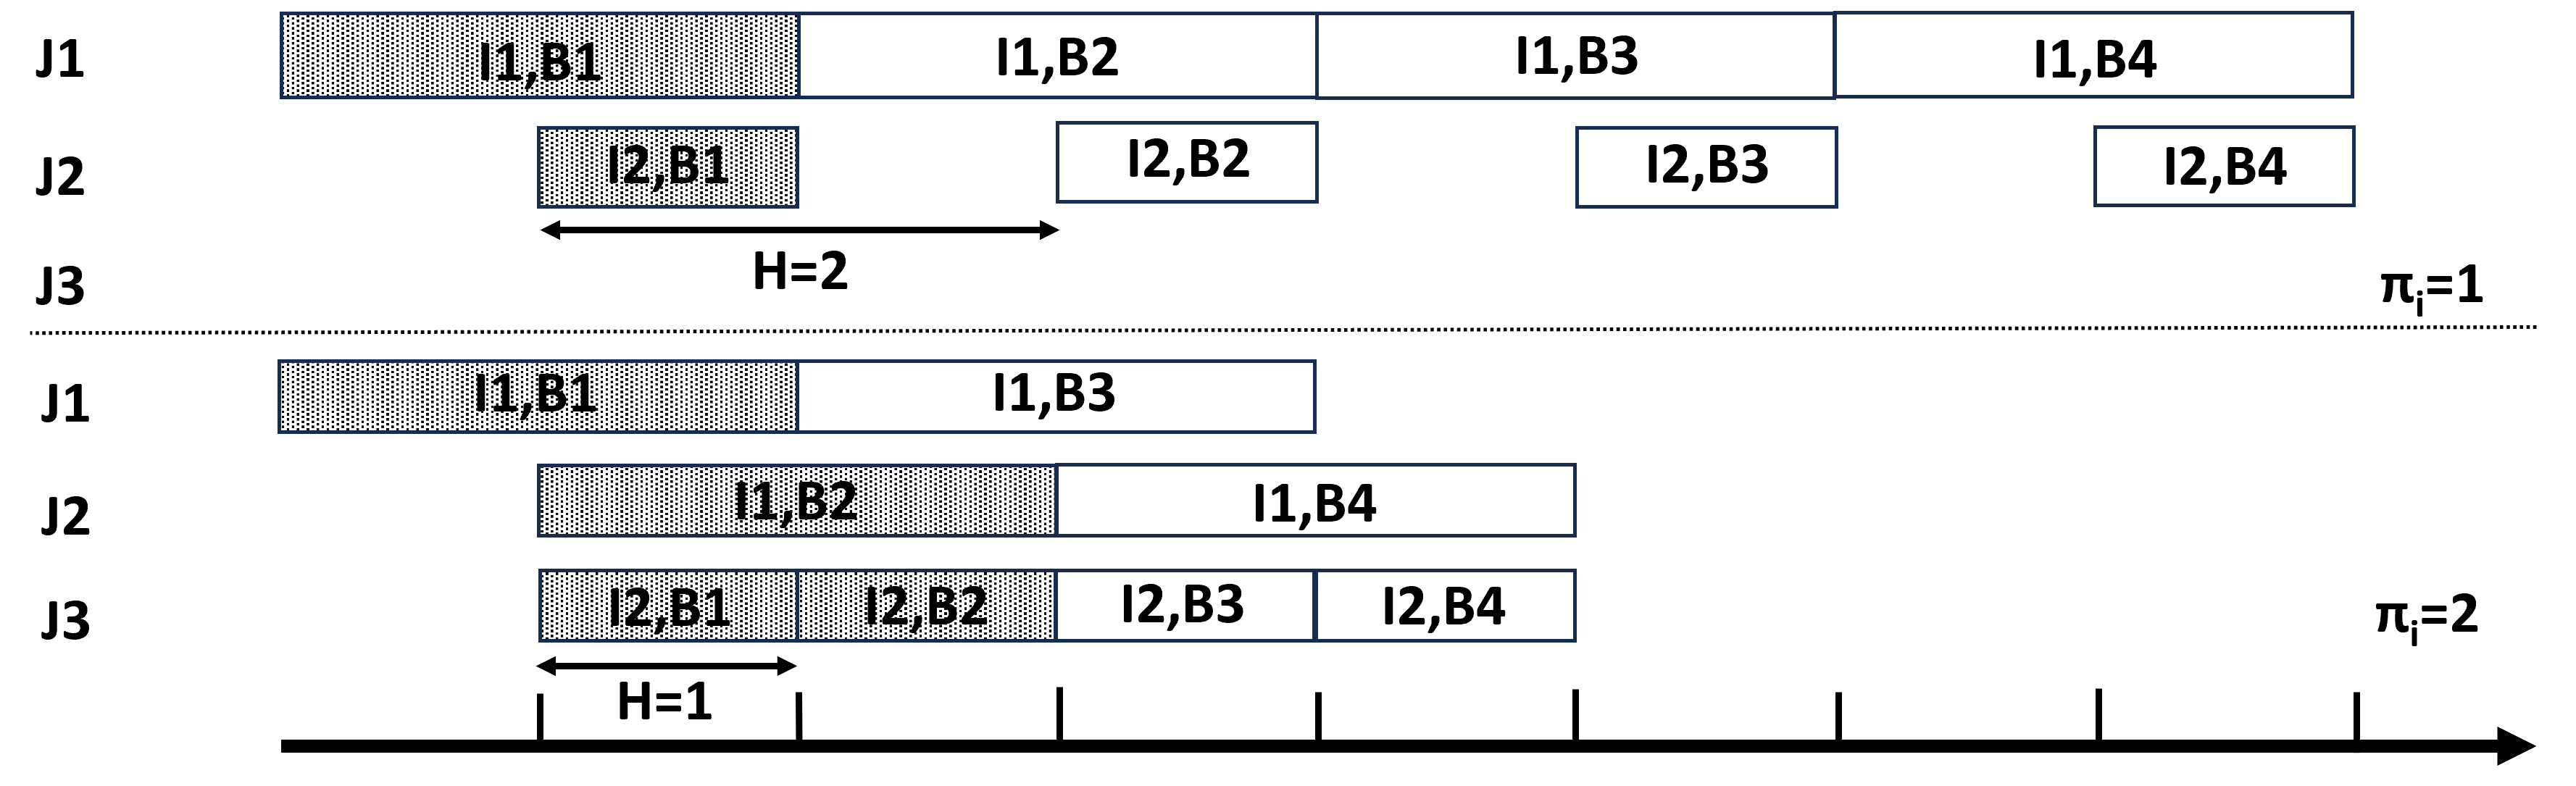 J1 I1,B1 I1,B2 I1,B3 I1,B4
J2 I2,B1 I2,B2 I2,B3 I2,B4
H=2
J3 πi=1
J1 I1,B1 I1,B3
J2 I1,B2 I1,B4
J3 I2,B1 I2,B2 I2,B3 I2,B4 πi=2
H=1